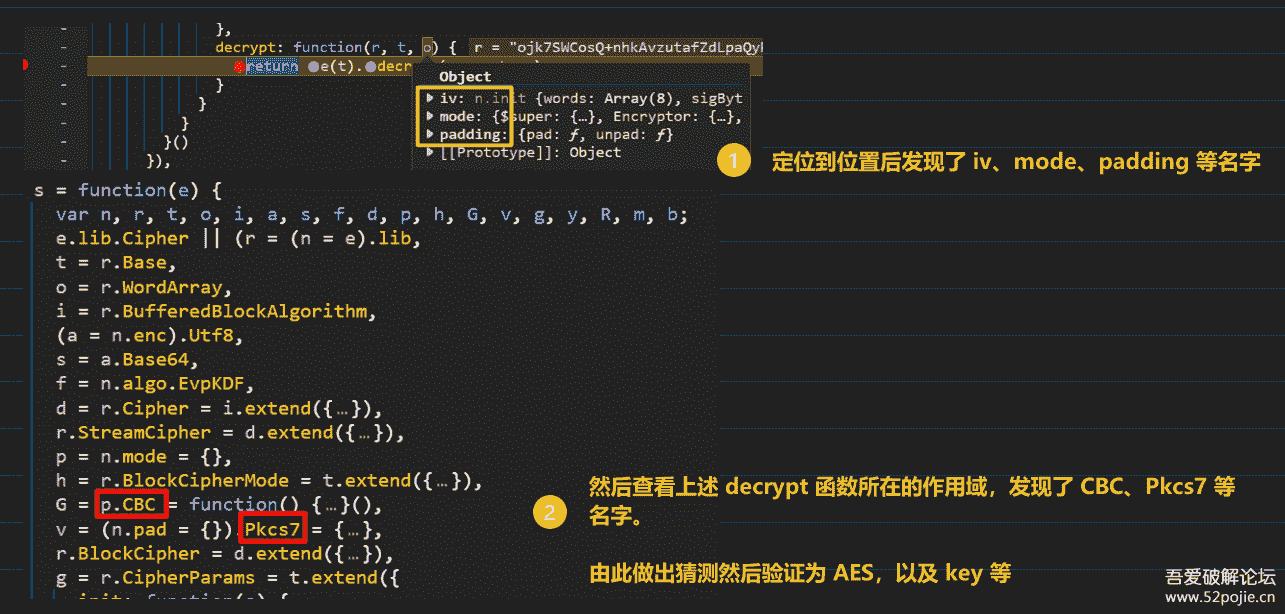 },
decrypt: function(r, t, o) { r = "ojk7SWCosQ+nhkAvzutafZdLpaQyk
return e(t).decr
Object
iv: n.init {words: Array(8), sigByt
mode: {$super: {…}, Encryptor: {…},
padding: {pad: ƒ, unpad: ƒ}
[[Prototype]]: Object
}
}
}
}()
}),
1 定位到位置后发现了 iv、mode、padding 等名字
s = function(e) {
var n, r, t, o, i, a, s, f, d, p, h, G, v, g, y, R, m, b;
e.lib.Cipher || (r = (n = e).lib,
t = r.Base,
o = r.WordArray,
i = r.BufferedBlockAlgorithm,
(a = n.enc).Utf8,
s = a.Base64,
f = n.algo.EvpKDF,
d = r.Cipher = i.extend({…}),
r.StreamCipher = d.extend({…}),
p = n.mode = {},
h = r.BlockCipherMode = t.extend({…}),
G = p.CBC = function() {…}(),
v = (n.pad = {}).Pkcs7 = {…},
r.BlockCipher = d.extend({…}),
g = r.CipherParams = t.extend({
2 然后查看上述 decrypt 函数所在的作用域，发现了 CBC、Pkcs7 等
名字。
由此做出猜测然后验证为 AES，以及 key 等
吾爱破解论坛
www.52pojie.cn